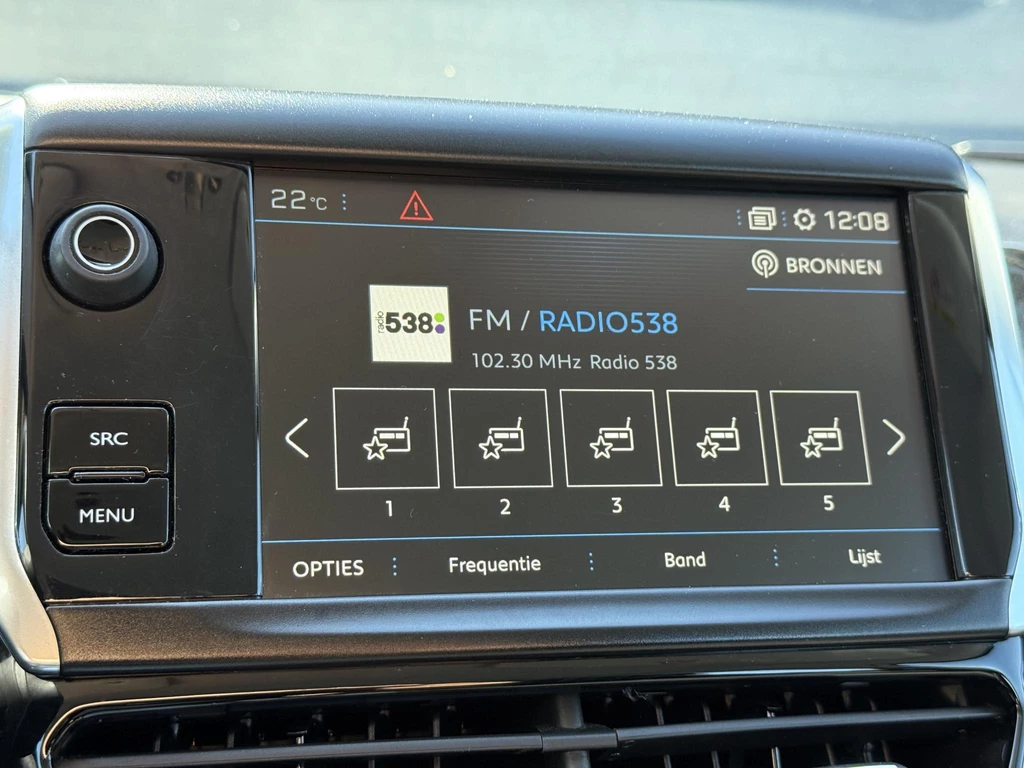 22°C 12:08
BRONNEN
radio 538
FM / RADIO538
102.30 MHz Radio 538
SRC
MENU
1 2 3 4 5
OPTIES Frequentie Band Lijst